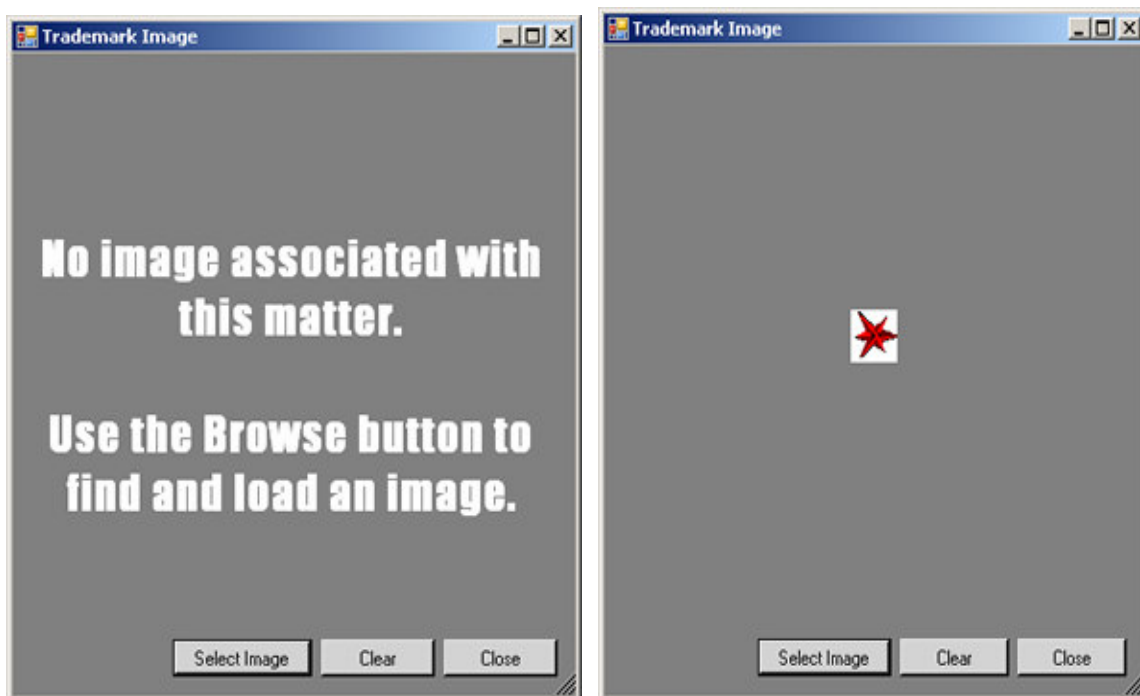 Trademark Image
No image associated with
this matter.
Use the Browse button to
find and load an image.
Select Image
Clear
Close
Trademark Image
Select Image
Clear
Close